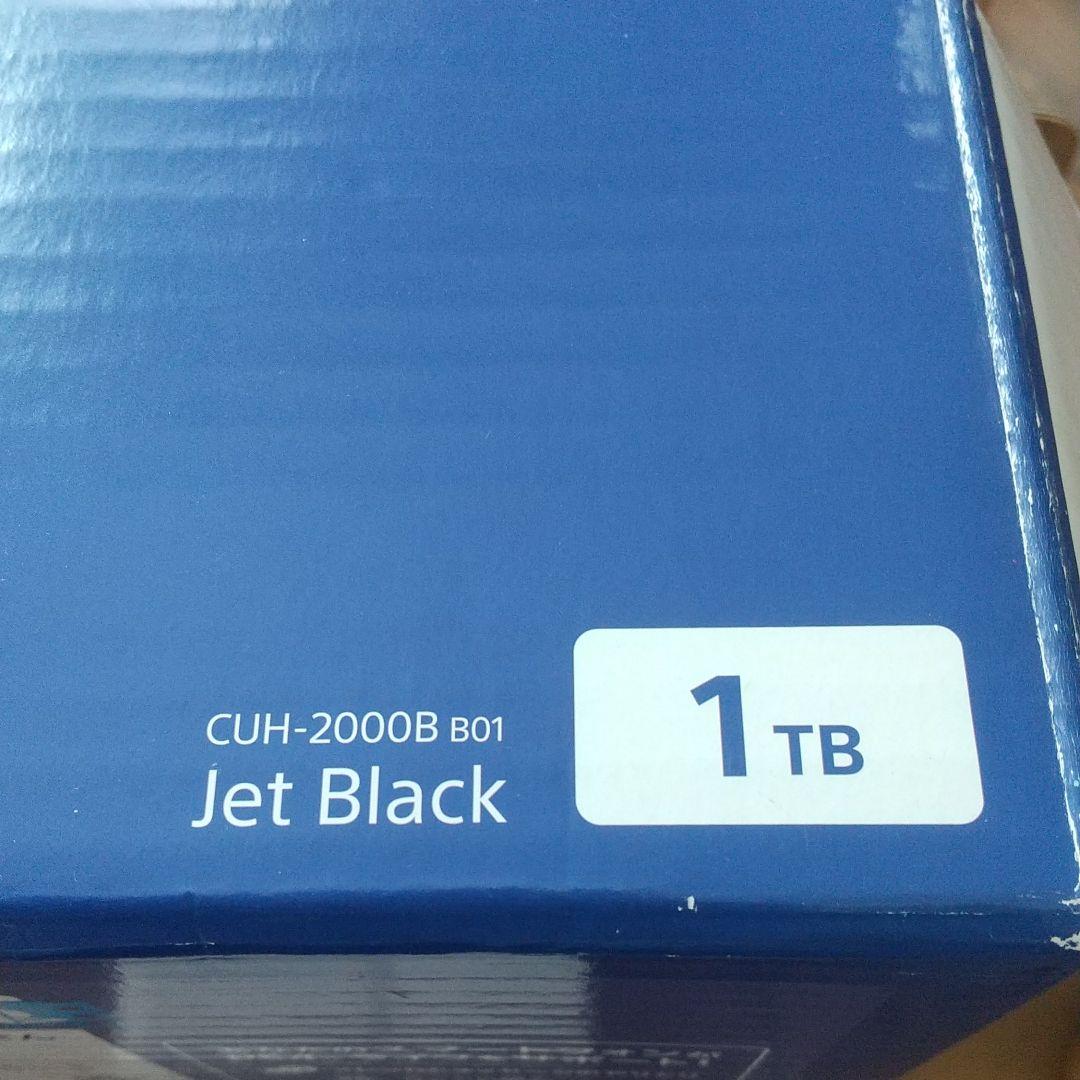 CUH-2000B B01
Jet Black
1 TB